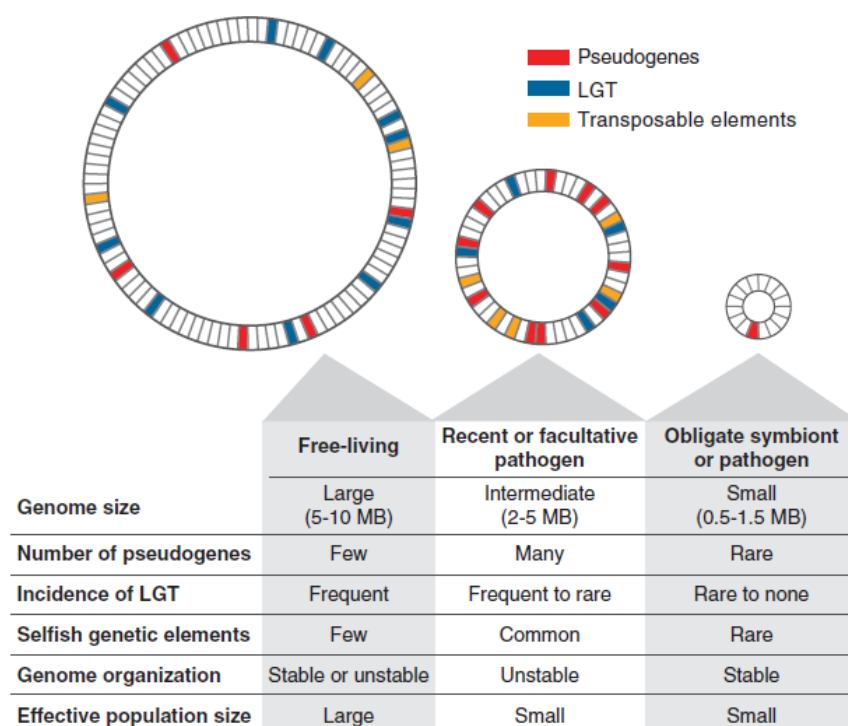 Pseudogenes
LGT
Transposable elements
Free-living
Recent or facultative
pathogen
Obligate symbiont
or pathogen
Genome size
Large
(5-10 MB)
Intermediate
(2-5 MB)
Small
(0.5-1.5 MB)
Number of pseudogenes Few Many Rare
Incidence of LGT Frequent Frequent to rare Rare to none
Selfish genetic elements Few Common Rare
Genome organization Stable or unstable Unstable Stable
Effective population size Large Small Small